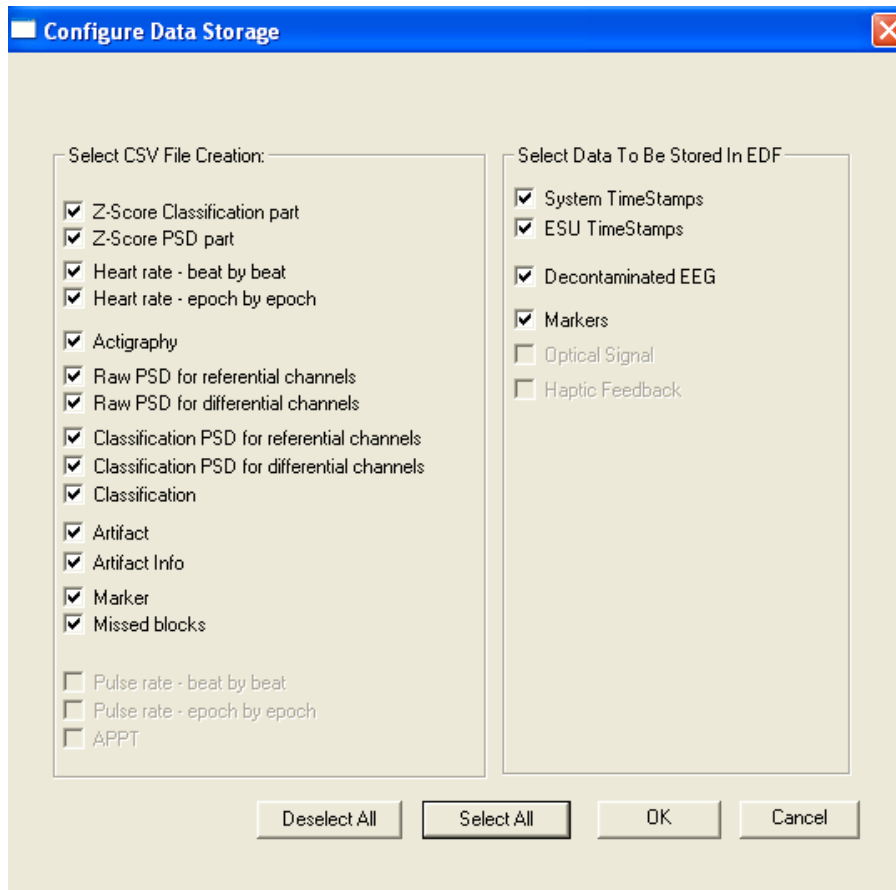 Configure Data Storage
Select CSV File Creation:
Z-Score Classification part
Z-Score PSD part
Heart rate - beat by beat
Heart rate - epoch by epoch
Actigraphy
Raw PSD for referential channels
Raw PSD for differential channels
Classification PSD for referential channels
Classification PSD for differential channels
Classification
Artifact
Artifact Info
Marker
Missed blocks
Pulse rate - beat by beat
Pulse rate - epoch by epoch
APPT
Select Data To Be Stored In EDF
System TimeStamps
ESU TimeStamps
Decontaminated EEG
Markers
Optical Signal
Haptic Feedback
Deselect All
Select All
OK
Cancel